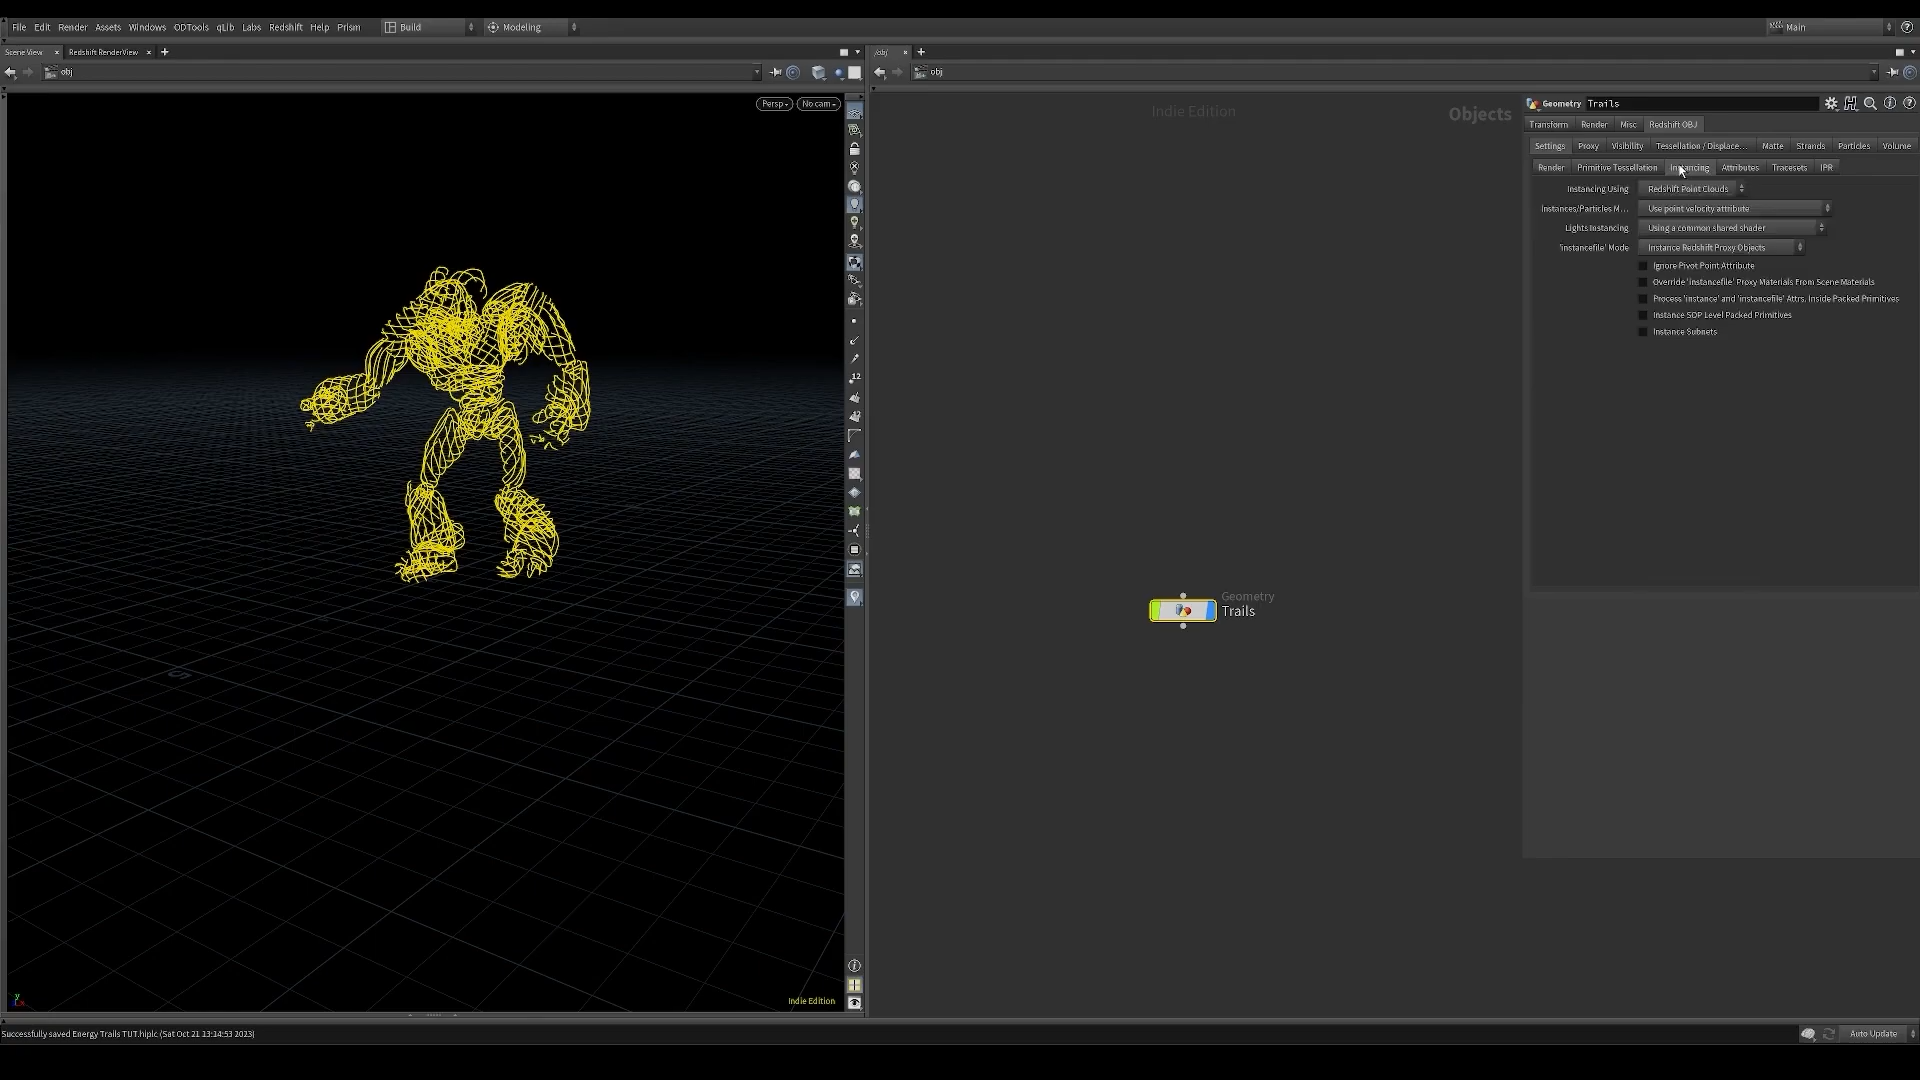 File Edit Render Assets Windows ODTools qLib Labs Redshift Help Prism Build Modeling Main
Scene View Redshift RenderView /obj
obj obj
Persp No cam
Indie Edition
Objects
Geometry Trails
Transform Render Misc Redshift OBJ
Settings Proxy Visibility Tessellation / Displace... Matte Strands Particles Volume
Render Primitive Tessellation Instancing Attributes Tracesets IPR
Instancing Using Redshift Point Clouds
Instances/Particles M... Use point velocity attribute
Lights Instancing Using a common shared shader
'instancefile' Mode Instance Redshift Proxy Objects
Ignore Pivot Point Attribute
Override 'instancefile' Proxy Materials From Scene Materials
Process 'instance' and 'instancefile' Attrs. Inside Packed Primitives
Instance SOP Level Packed Primitives
Instance Subnets
12
Geometry
Trails
5
y
Indie Edition
Successfully saved Energy Trails TUT.hiplc (Sat Oct 21 13:14:53 2023)
Auto Update